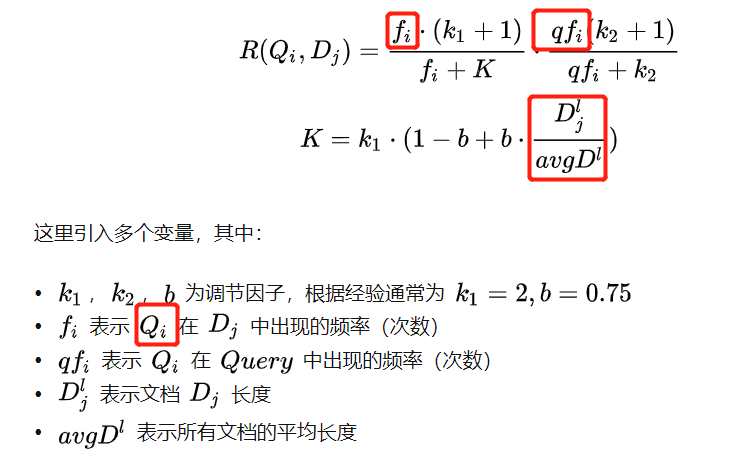 R(Q_i, D_j) = \frac{f_i \cdot (k_1 + 1)}{f_i + K} \cdot \frac{qf_i(k_2 + 1)}{qf_i + k_2}
K = k_1 \cdot (1 - b + b \cdot \frac{D_j^l}{avgD^l})
这里引入多个变量，其中：
• k_1 ，k_2 ，b 为调节因子，根据经验通常为 k_1 = 2, b = 0.75
• f_i 表示 Q_i 在 D_j 中出现的频率（次数）
• qf_i 表示 Q_i 在 Query 中出现的频率（次数）
• D_j^l 表示文档 D_j 长度
• avgD^l 表示所有文档的平均长度